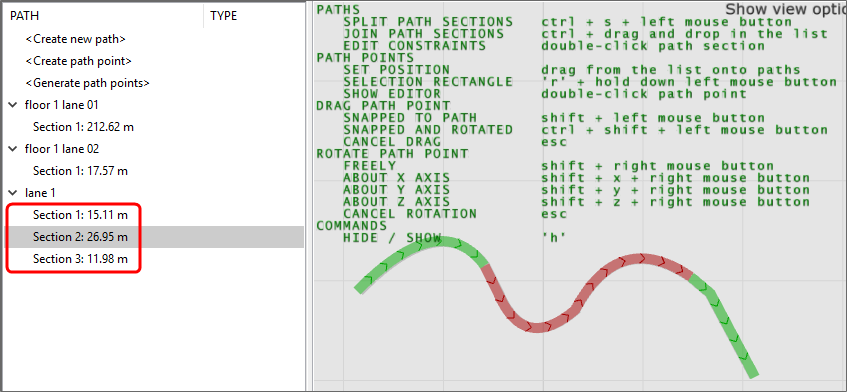 PATH TYPE
<Create new path>
<Create path point>
<Generate path points>
floor 1 lane 01
Section 1: 212.62 m
floor 1 lane 02
Section 1: 17.57 m
lane 1
Section 1: 15.11 m
Section 2: 26.95 m
Section 3: 11.98 m
Show view optio
PATHS
SPLIT PATH SECTIONS ctrl + s + left mouse button
JOIN PATH SECTIONS ctrl + drag and drop in the list
EDIT CONSTRAINTS double-click path section
PATH POINTS
SET POSITION drag from the list onto paths
SELECTION RECTANGLE 'r' + hold down left mouse button
SHOW EDITOR double-click path point
DRAG PATH POINT
SNAPPED TO PATH shift + left mouse button
SNAPPED AND ROTATED ctrl + shift + left mouse button
CANCEL DRAG esc
ROTATE PATH POINT
FREELY shift + right mouse button
ABOUT X AXIS shift + x + right mouse button
ABOUT Y AXIS shift + y + right mouse button
ABOUT Z AXIS shift + z + right mouse button
CANCEL ROTATION esc
COMMANDS
HIDE / SHOW 'h'